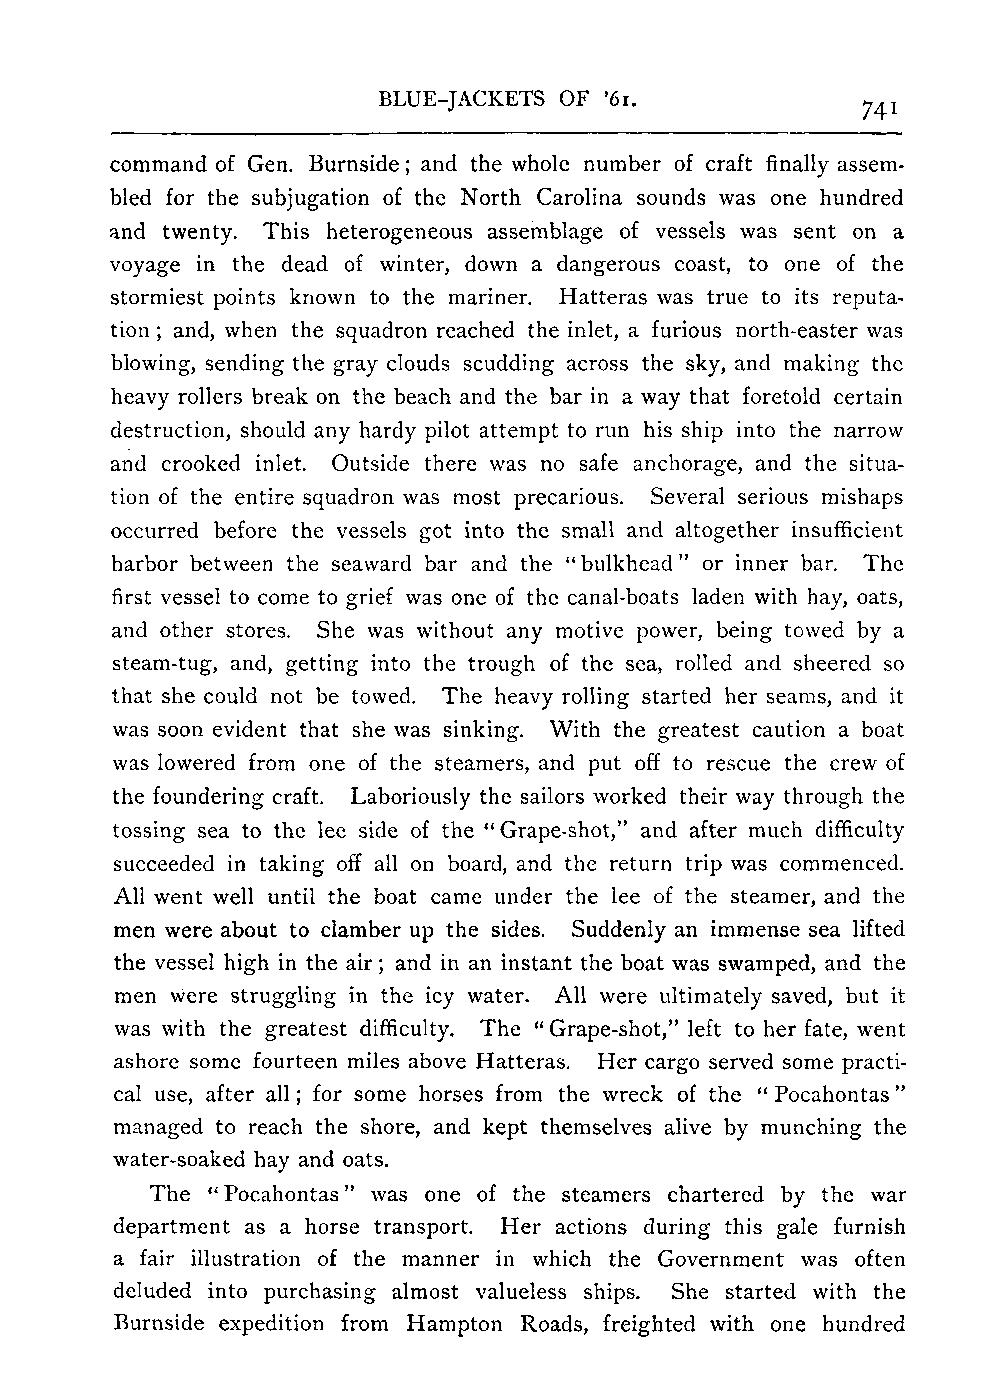 BLUE-JACKETS OF '61.
741
command of Gen. Burnside; and the whole number of craft finally assem-
bled for the subjugation of the North Carolina sounds was one hundred
and twenty. This heterogeneous assemblage of vessels was sent on a
voyage in the dead of winter, down a dangerous coast, to one of the
stormiest points known to the mariner. Hatteras was true to its reputa-
tion; and, when the squadron reached the inlet, a furious north-easter was
blowing, sending the gray clouds scudding across the sky, and making the
heavy rollers break on the beach and the bar in a way that foretold certain
destruction, should any hardy pilot attempt to run his ship into the narrow
and crooked inlet. Outside there was no safe anchorage, and the situa-
tion of the entire squadron was most precarious. Several serious mishaps
occurred before the vessels got into the small and altogether insufficient
harbor between the seaward bar and the "bulkhead" or inner bar. The
first vessel to come to grief was one of the canal-boats laden with hay, oats,
and other stores. She was without any motive power, being towed by a
steam-tug, and, getting into the trough of the sea, rolled and sheered so
that she could not be towed. The heavy rolling started her seams, and it
was soon evident that she was sinking. With the greatest caution a boat
was lowered from one of the steamers, and put off to rescue the crew of
the foundering craft. Laboriously the sailors worked their way through the
tossing sea to the lee side of the "Grape-shot," and after much difficulty
succeeded in taking off all on board, and the return trip was commenced.
All went well until the boat came under the lee of the steamer, and the
men were about to clamber up the sides. Suddenly an immense sea lifted
the vessel high in the air; and in an instant the boat was swamped, and the
men were struggling in the icy water. All were ultimately saved, but it
was with the greatest difficulty. The "Grape-shot," left to her fate, went
ashore some fourteen miles above Hatteras. Her cargo served some practi-
cal use, after all; for some horses from the wreck of the "Pocahontas"
managed to reach the shore, and kept themselves alive by munching the
water-soaked hay and oats.
The "Pocahontas" was one of the steamers chartered by the war
department as a horse transport. Her actions during this gale furnish
a fair illustration of the manner in which the Government was often
deluded into purchasing almost valueless ships. She started with the
Burnside expedition from Hampton Roads, freighted with one hundred